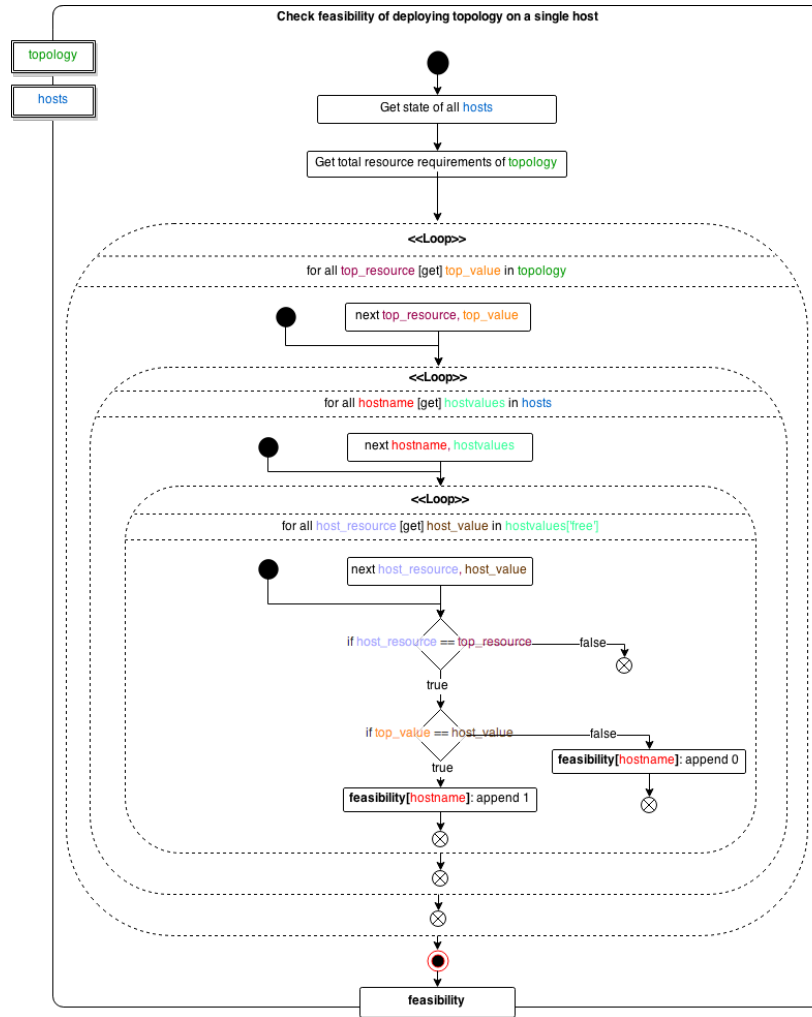 Check feasibility of deploying topology on a single host
topology
hosts
Get state of all hosts
Get total resource requirements of topology
<<Loop>>
for all top_resource [get] top_value in topology
next top_resource, top_value
<<Loop>>
for all hostname [get] hostvalues in hosts
next hostname, hostvalues
<<Loop>>
for all host_resource [get] host_value in hostvalues['free']
next host_resource, host_value
if host_resource == top_resource
false
true
if top_value == host_value
false
feasibility[hostname]: append 0
true
feasibility[hostname]: append 1
feasibility